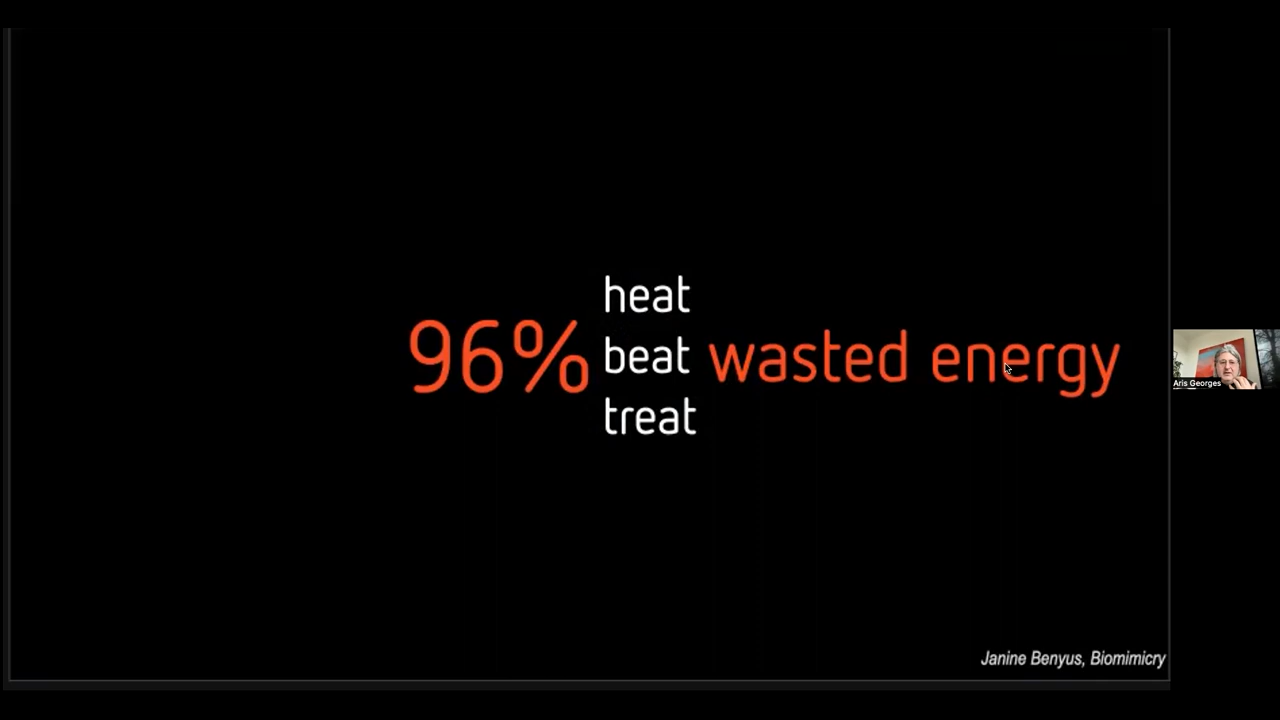 heat
96% beat wasted energy
treat
Aris Georges
Janine Benyus, Biomimicry